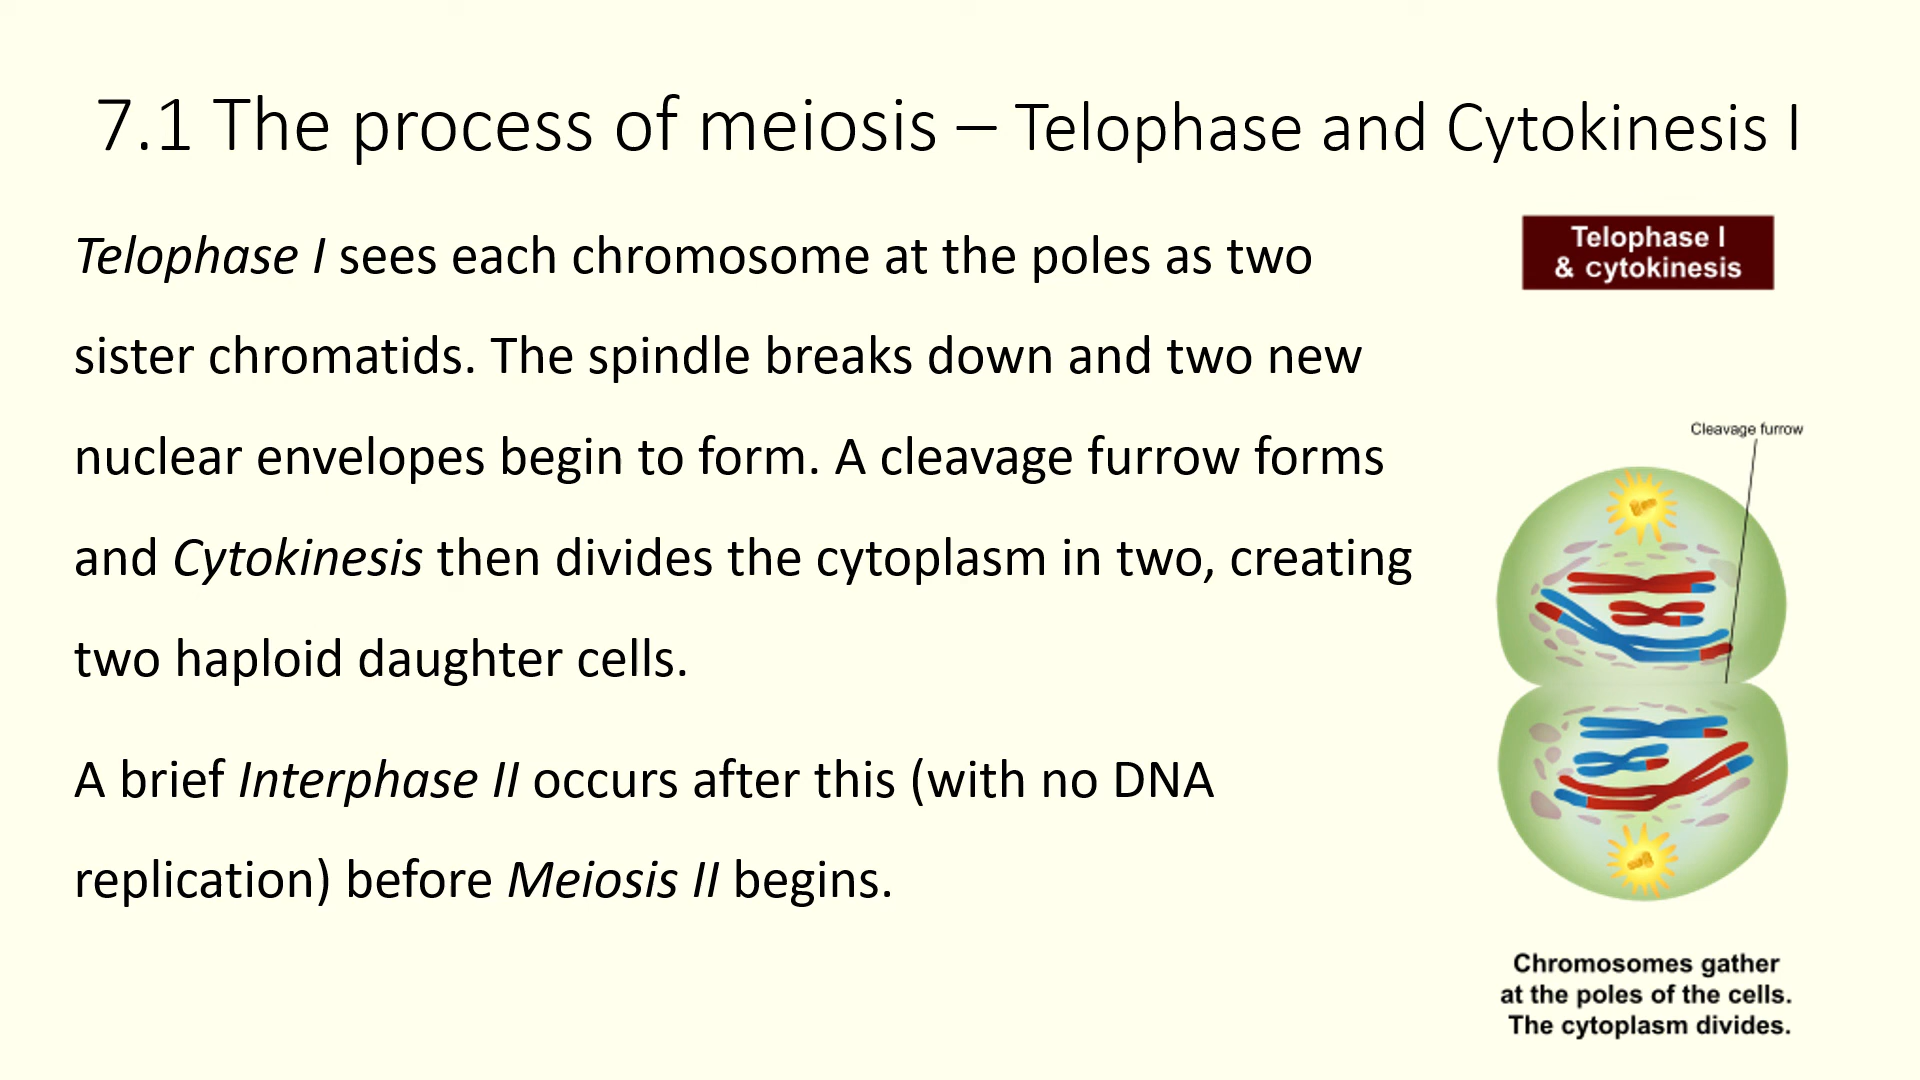 7.1 The process of meiosis – Telophase and Cytokinesis I
Telophase I sees each chromosome at the poles as two
sister chromatids. The spindle breaks down and two new
nuclear envelopes begin to form. A cleavage furrow forms
and Cytokinesis then divides the cytoplasm in two, creating
two haploid daughter cells.
A brief Interphase II occurs after this (with no DNA
replication) before Meiosis II begins.
Telophase I
& cytokinesis
Cleavage furrow
Chromosomes gather
at the poles of the cells.
The cytoplasm divides.